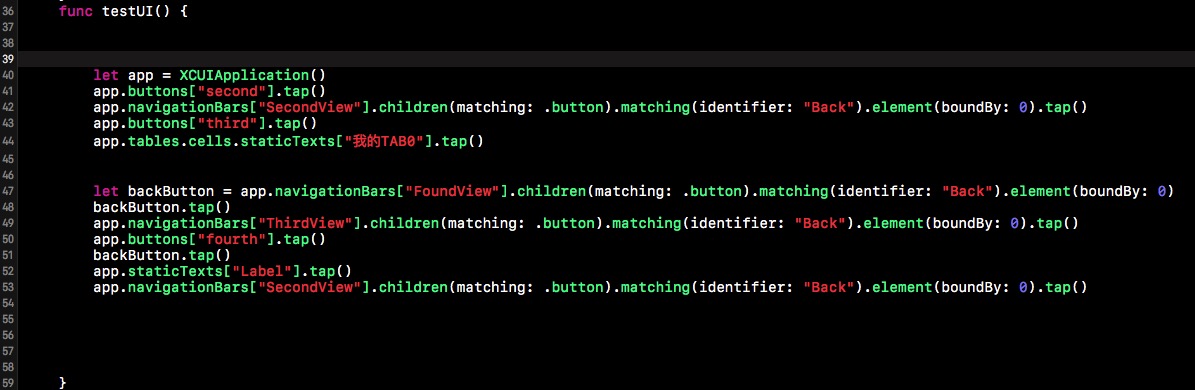 36 func testUI() {
37
38
39
40 let app = XCUIApplication()
41 app.buttons["second"].tap()
42 app.navigationBars["SecondView"].children(matching: .button).matching(identifier: "Back").element(boundBy: 0).tap()
43 app.buttons["third"].tap()
44 app.tables.cells.staticTexts["我的TAB0"].tap()
45
46
47 let backButton = app.navigationBars["FoundView"].children(matching: .button).matching(identifier: "Back").element(boundBy: 0)
48 backButton.tap()
49 app.navigationBars["ThirdView"].children(matching: .button).matching(identifier: "Back").element(boundBy: 0).tap()
50 app.buttons["fourth"].tap()
51 backButton.tap()
52 app.staticTexts["Label"].tap()
53 app.navigationBars["SecondView"].children(matching: .button).matching(identifier: "Back").element(boundBy: 0).tap()
54
55
56
57
58
59 }